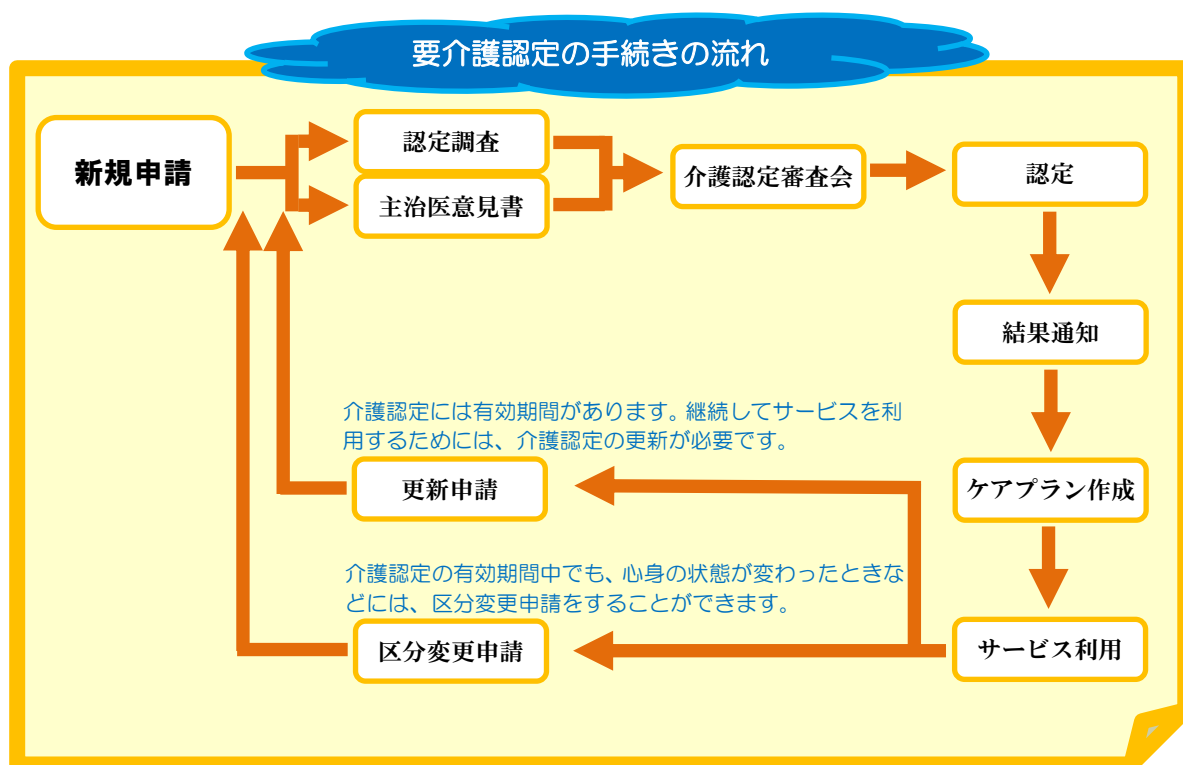 要介護認定の手続きの流れ
新規申請
認定調査
主治医意見書
介護認定審査会
認定
結果通知
ケアプラン作成
サービス利用
介護認定には有効期間があります。継続してサービスを利
用するためには、介護認定の更新が必要です。
更新申請
介護認定の有効期間中でも、心身の状態が変わったときな
どには、区分変更申請をすることができます。
区分変更申請